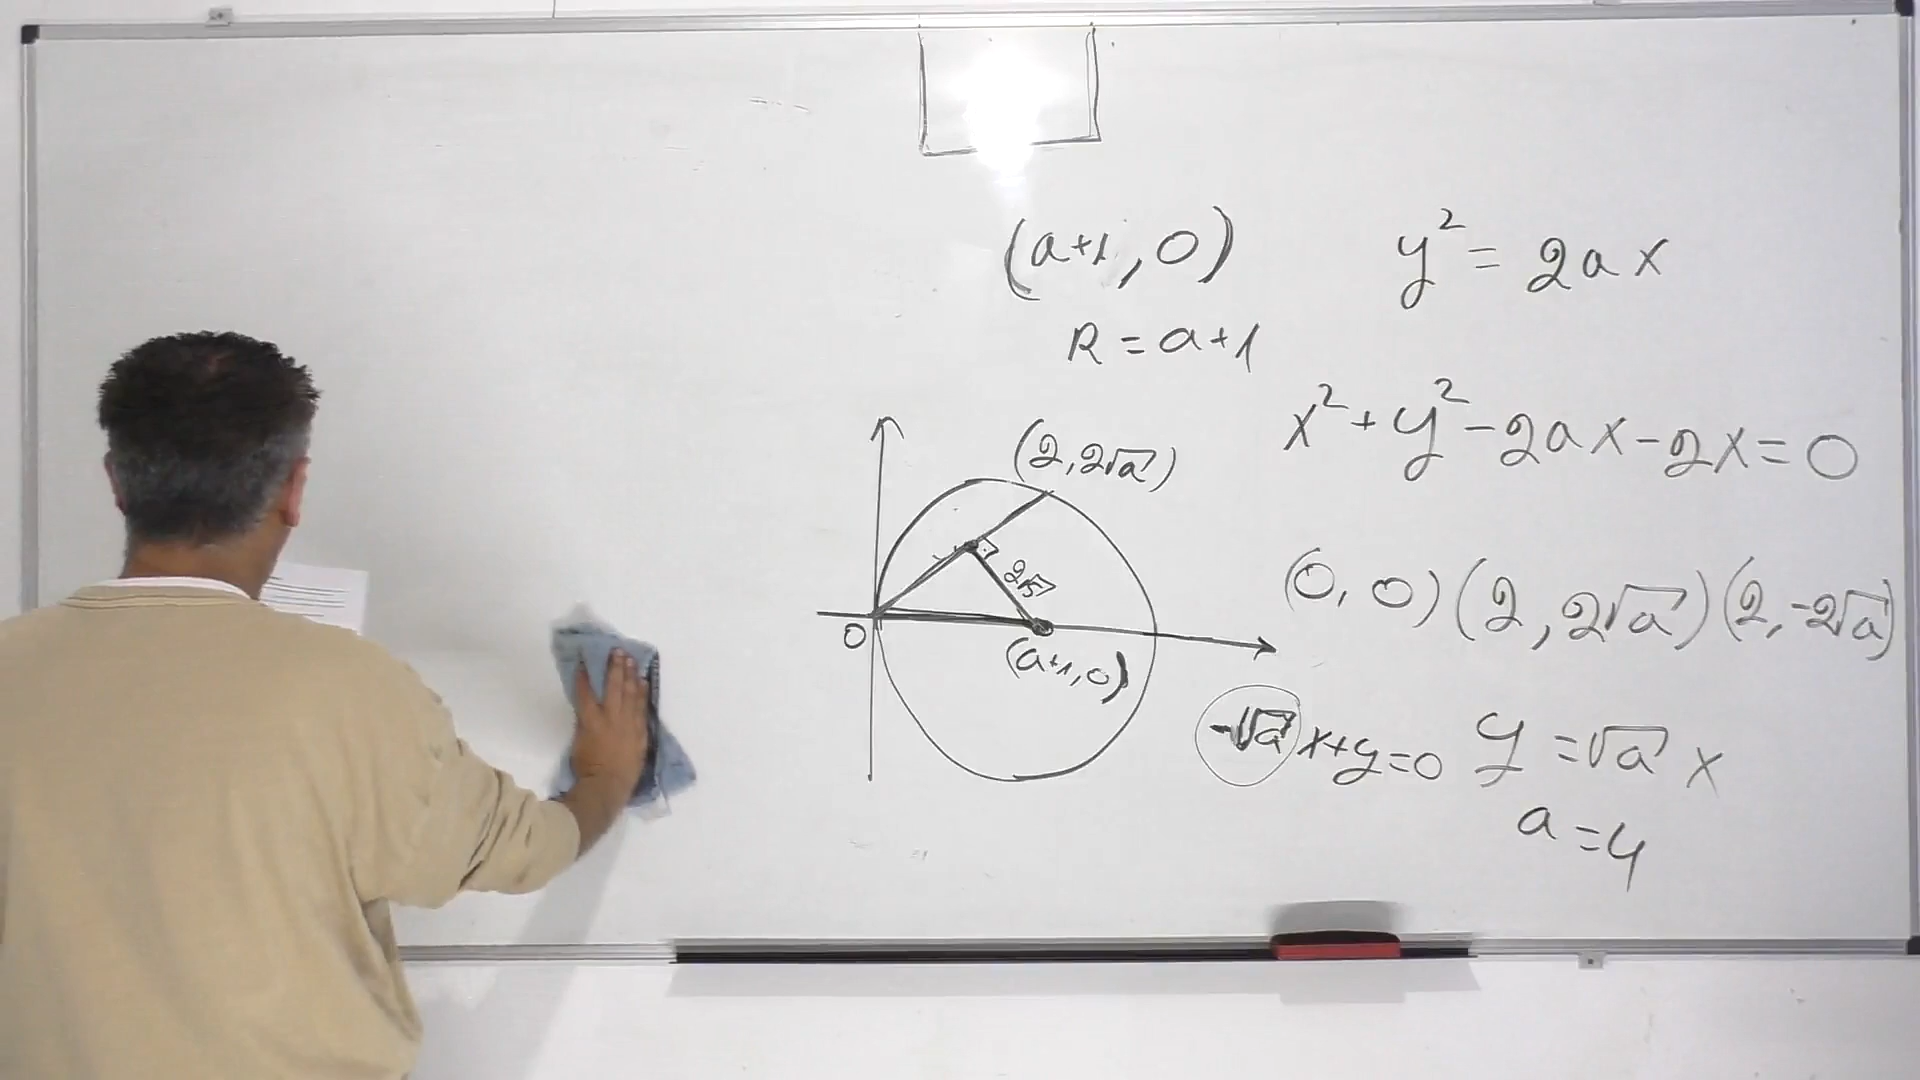 (a+1, 0)
y² = 2ax
R = a+1
x² + y² - 2ax - 2x = 0
(2, 2√a)
2√5
O
(a+1, 0)
(0, 0) (2, 2√a) (2, -2√a)
-√a x+y=0
y = √a x
a = 4